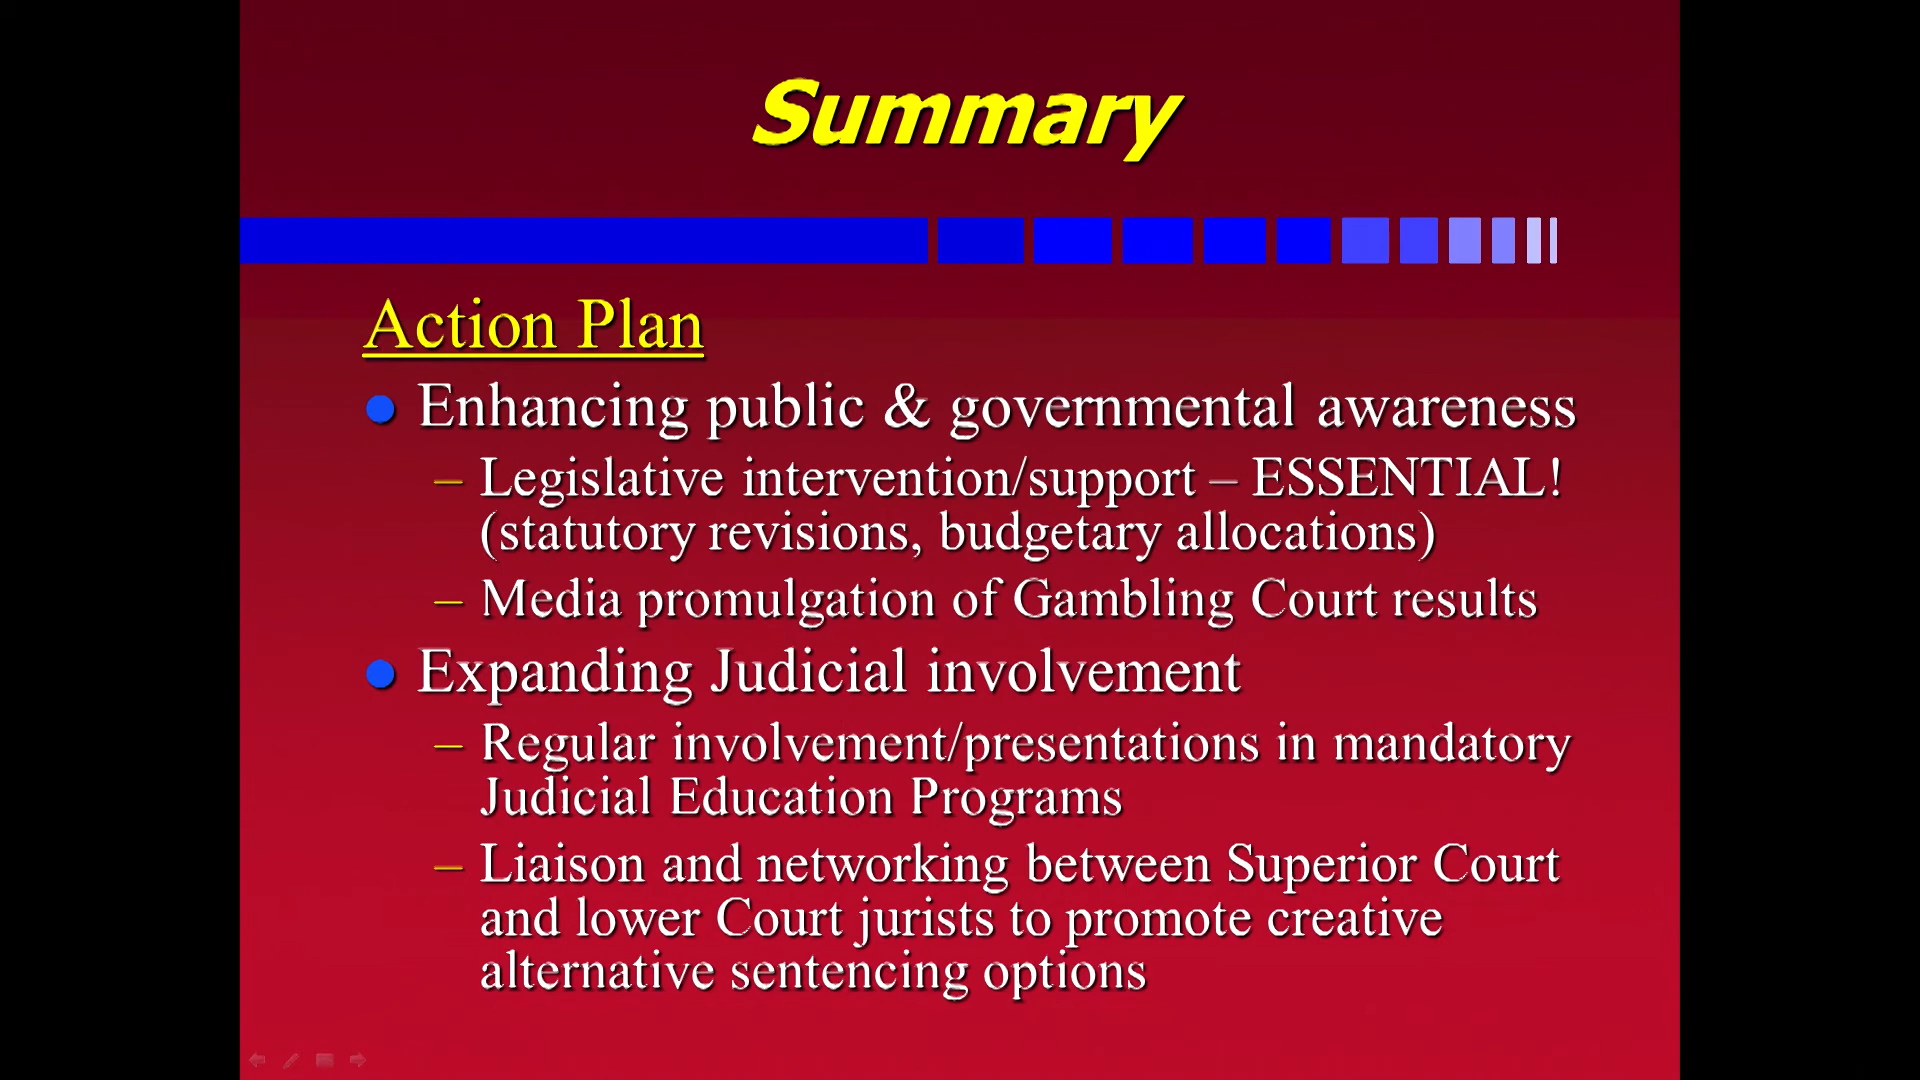 Summary
Action Plan
● Enhancing public & governmental awareness
– Legislative intervention/support – ESSENTIAL!
(statutory revisions, budgetary allocations)
– Media promulgation of Gambling Court results
● Expanding Judicial involvement
– Regular involvement/presentations in mandatory
Judicial Education Programs
– Liaison and networking between Superior Court
and lower Court jurists to promote creative
alternative sentencing options